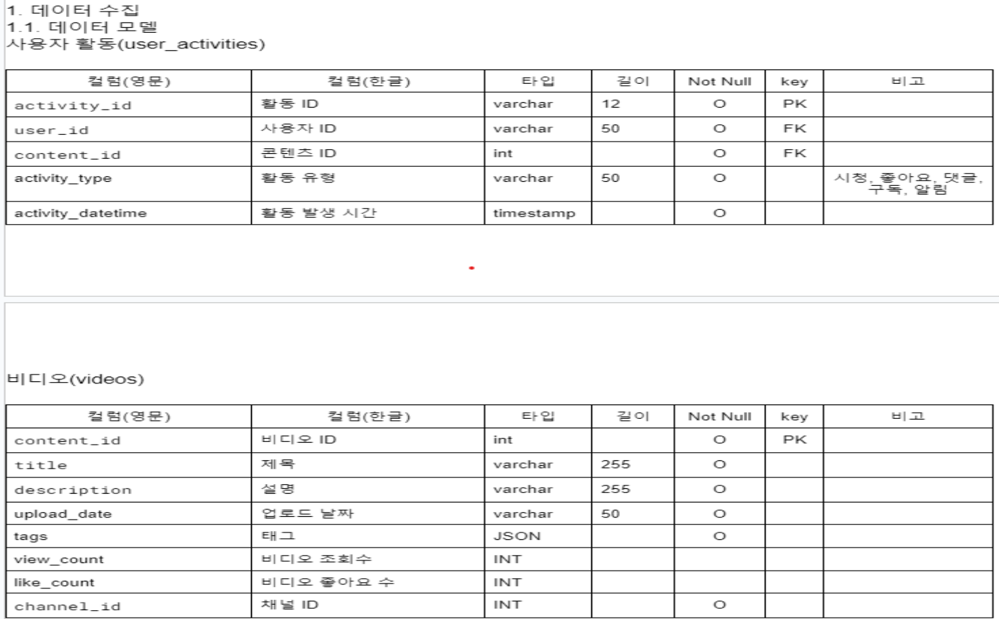 1. 데이터 수집
1.1. 데이터 모델
사용자 활동(user_activities)
컬럼(영문) 컬럼(한글) 타입 길이 Not Null key 비고
activity_id 활동 ID varchar 12 O PK
user_id 사용자 ID varchar 50 O FK
content_id 콘텐츠 ID int O FK
activity_type 활동 유형 varchar 50 O 시청, 좋아요, 댓글,
구독, 알림
activity_datetime 활동 발생 시간 timestamp O
비디오(videos)
컬럼(영문) 컬럼(한글) 타입 길이 Not Null key 비고
content_id 비디오 ID int O PK
title 제목 varchar 255 O
description 설명 varchar 255 O
upload_date 업로드 날짜 varchar 50 O
tags 태그 JSON O
view_count 비디오 조회수 INT
like_count 비디오 좋아요 수 INT
channel_id 채널 ID INT O